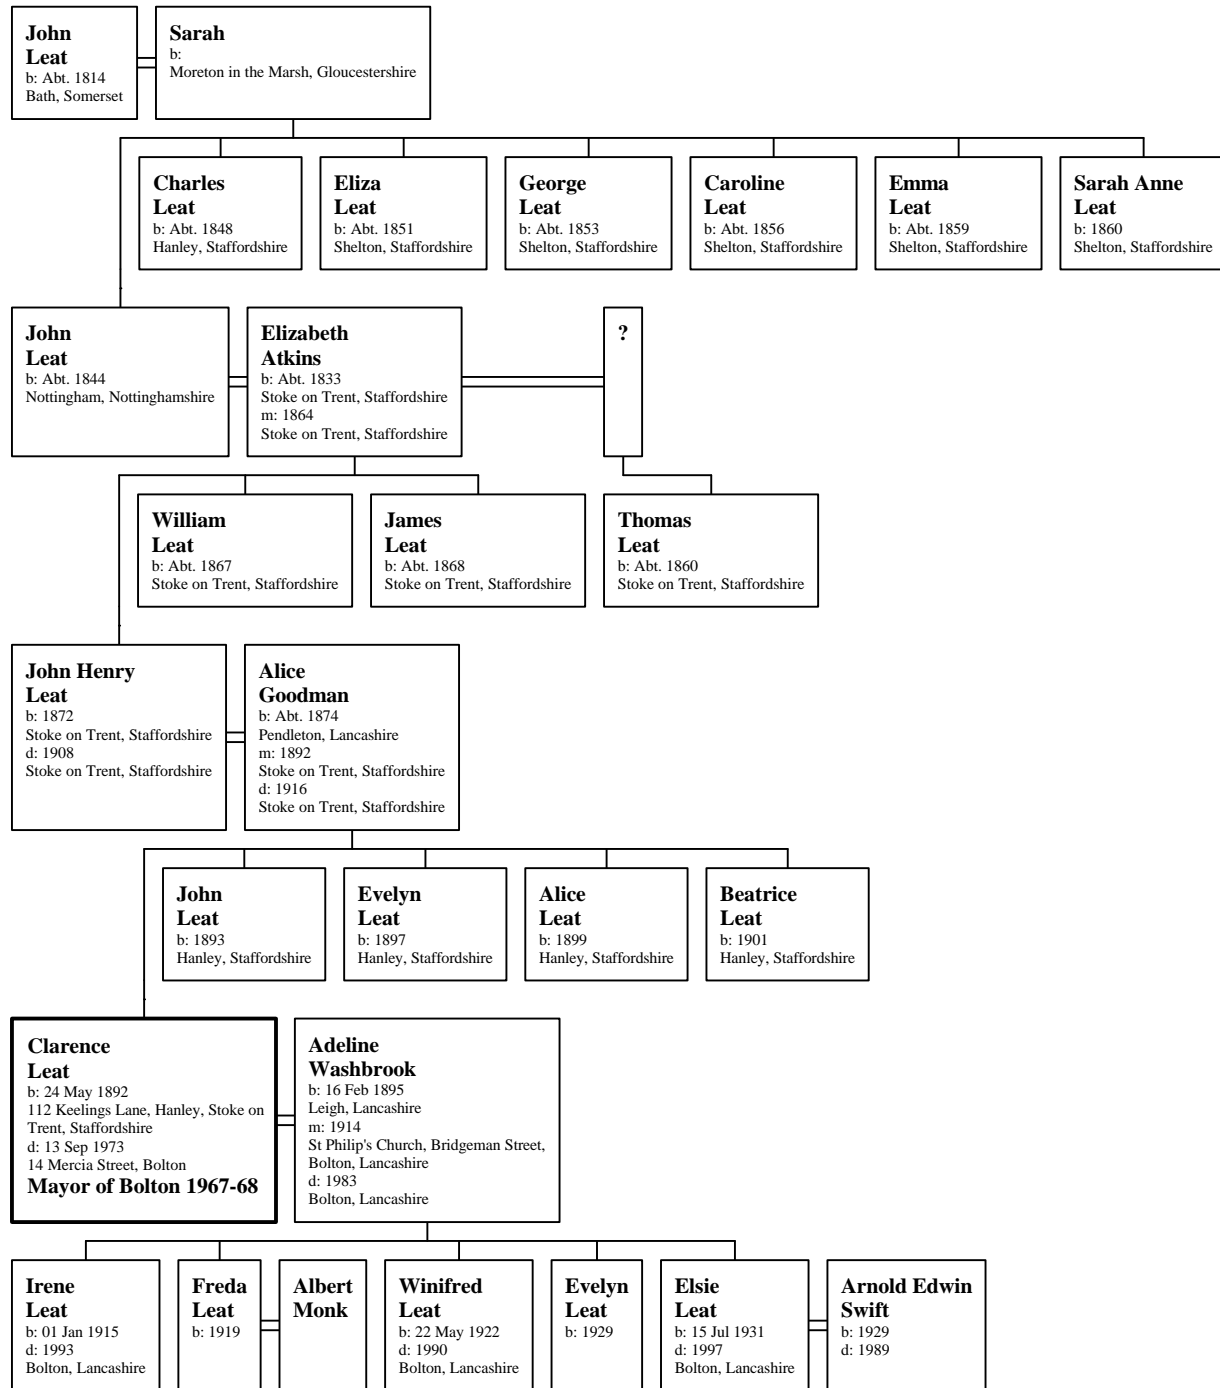 John
Leat
b: Abt. 1814
Bath, Somerset
Sarah
b:
Moreton in the Marsh, Gloucestershire
Charles
Leat
b: Abt. 1848
Hanley, Staffordshire
Eliza
Leat
b: Abt. 1851
Shelton, Staffordshire
George
Leat
b: Abt. 1853
Shelton, Staffordshire
Caroline
Leat
b: Abt. 1856
Shelton, Staffordshire
Emma
Leat
b: Abt. 1859
Shelton, Staffordshire
Sarah Anne
Leat
b: 1860
Shelton, Staffordshire
John
Leat
b: Abt. 1844
Nottingham, Nottinghamshire
Elizabeth
Atkins
b: Abt. 1833
Stoke on Trent, Staffordshire
m: 1864
Stoke on Trent, Staffordshire
?
William
Leat
b: Abt. 1867
Stoke on Trent, Staffordshire
James
Leat
b: Abt. 1868
Stoke on Trent, Staffordshire
Thomas
Leat
b: Abt. 1860
Stoke on Trent, Staffordshire
John Henry
Leat
b: 1872
Stoke on Trent, Staffordshire
d: 1908
Stoke on Trent, Staffordshire
Alice
Goodman
b: Abt. 1874
Pendleton, Lancashire
m: 1892
Stoke on Trent, Staffordshire
d: 1916
Stoke on Trent, Staffordshire
John
Leat
b: 1893
Hanley, Staffordshire
Evelyn
Leat
b: 1897
Hanley, Staffordshire
Alice
Leat
b: 1899
Hanley, Staffordshire
Beatrice
Leat
b: 1901
Hanley, Staffordshire
Clarence
Leat
b: 24 May 1892
112 Keelings Lane, Hanley, Stoke on
Trent, Staffordshire
d: 13 Sep 1973
14 Mercia Street, Bolton
Mayor of Bolton 1967-68
Adeline
Washbrook
b: 16 Feb 1895
Leigh, Lancashire
m: 1914
St Philip's Church, Bridgeman Street,
Bolton, Lancashire
d: 1983
Bolton, Lancashire
Irene
Leat
b: 01 Jan 1915
d: 1993
Bolton, Lancashire
Freda
Leat
b: 1919
Albert
Monk
Winifred
Leat
b: 22 May 1922
d: 1990
Bolton, Lancashire
Evelyn
Leat
b: 1929
Elsie
Leat
b: 15 Jul 1931
d: 1997
Bolton, Lancashire
Arnold Edwin
Swift
b: 1929
d: 1989